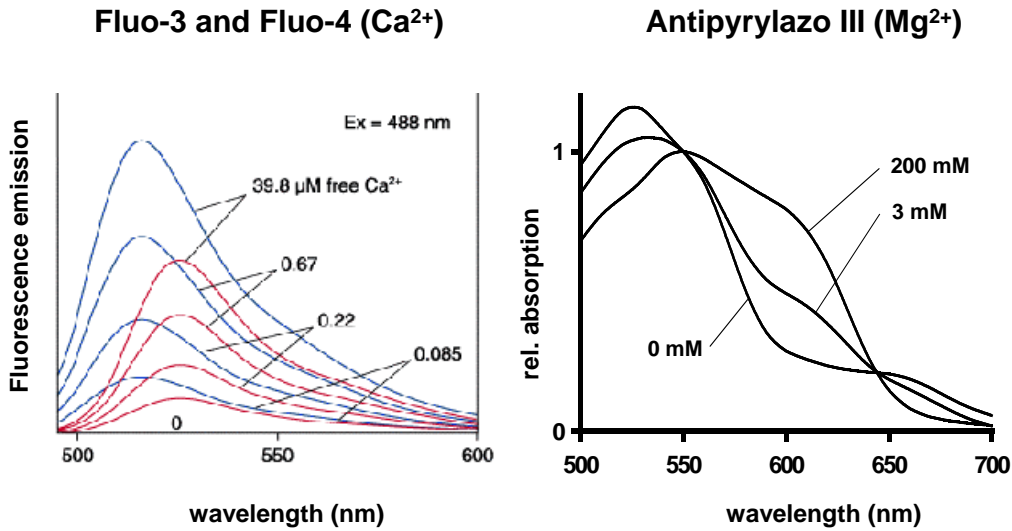 Fluo-3 and Fluo-4 (Ca²⁺)
Fluorescence emission
Ex = 488 nm
39.8 µM free Ca²⁺
0.67
0.22
0.085
0
500
550
600
wavelength (nm)
Antipyrylazo III (Mg²⁺)
rel. absorption
1
0
200 mM
3 mM
0 mM
500
550
600
650
700
wavelength (nm)